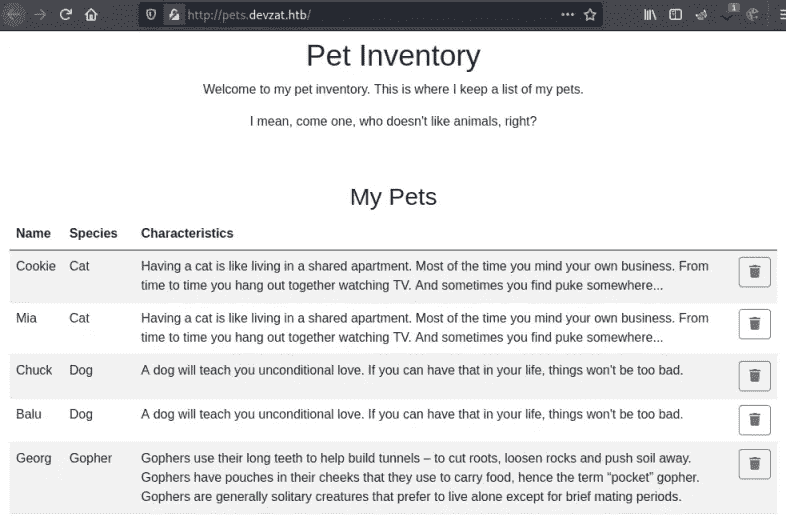 http://pets.devzat.htb/
1
Pet Inventory
Welcome to my pet inventory. This is where I keep a list of my pets.
I mean, come one, who doesn't like animals, right?
My Pets
Name Species Characteristics
Cookie Cat Having a cat is like living in a shared apartment. Most of the time you mind your own business. From
time to time you hang out together watching TV. And sometimes you find puke somewhere...
Mia Cat Having a cat is like living in a shared apartment. Most of the time you mind your own business. From
time to time you hang out together watching TV. And sometimes you find puke somewhere...
Chuck Dog A dog will teach you unconditional love. If you can have that in your life, things won't be too bad.
Balu Dog A dog will teach you unconditional love. If you can have that in your life, things won't be too bad.
Georg Gopher Gophers use their long teeth to help build tunnels – to cut roots, loosen rocks and push soil away.
Gophers have pouches in their cheeks that they use to carry food, hence the term “pocket” gopher.
Gophers are generally solitary creatures that prefer to live alone except for brief mating periods.